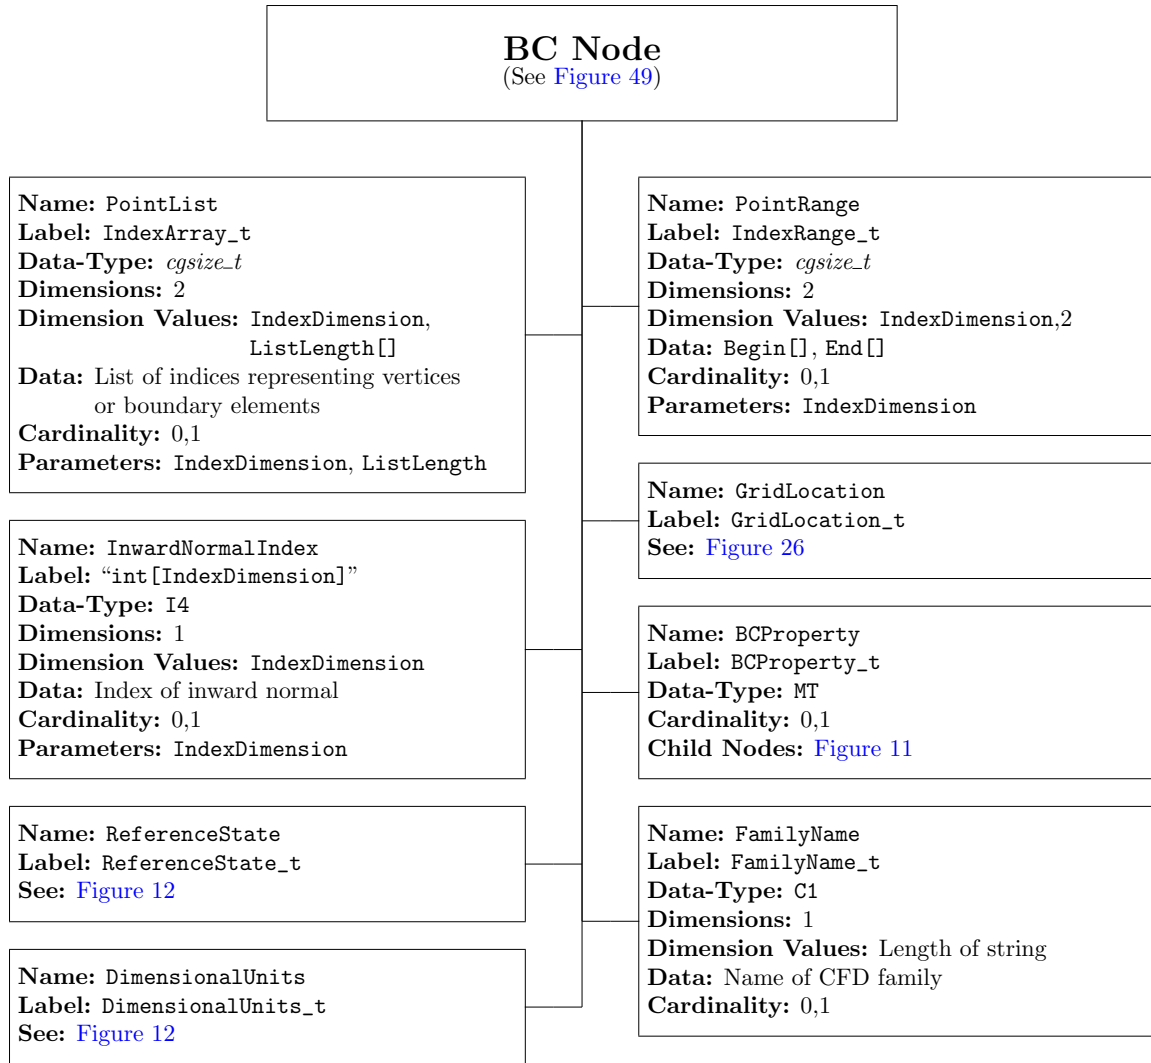 BC Node
(See Figure 49)
Name: PointList
Label: IndexArray_t
Data-Type: cgsize_t
Dimensions: 2
Dimension Values: IndexDimension,
ListLength[]
Data: List of indices representing vertices
or boundary elements
Cardinality: 0,1
Parameters: IndexDimension, ListLength
Name: InwardNormalIndex
Label: “int[IndexDimension]”
Data-Type: I4
Dimensions: 1
Dimension Values: IndexDimension
Data: Index of inward normal
Cardinality: 0,1
Parameters: IndexDimension
Name: ReferenceState
Label: ReferenceState_t
See: Figure 12
Name: DimensionalUnits
Label: DimensionalUnits_t
See: Figure 12
Name: PointRange
Label: IndexRange_t
Data-Type: cgsize_t
Dimensions: 2
Dimension Values: IndexDimension,2
Data: Begin[], End[]
Cardinality: 0,1
Parameters: IndexDimension
Name: GridLocation
Label: GridLocation_t
See: Figure 26
Name: BCProperty
Label: BCProperty_t
Data-Type: MT
Cardinality: 0,1
Child Nodes: Figure 11
Name: FamilyName
Label: FamilyName_t
Data-Type: C1
Dimensions: 1
Dimension Values: Length of string
Data: Name of CFD family
Cardinality: 0,1